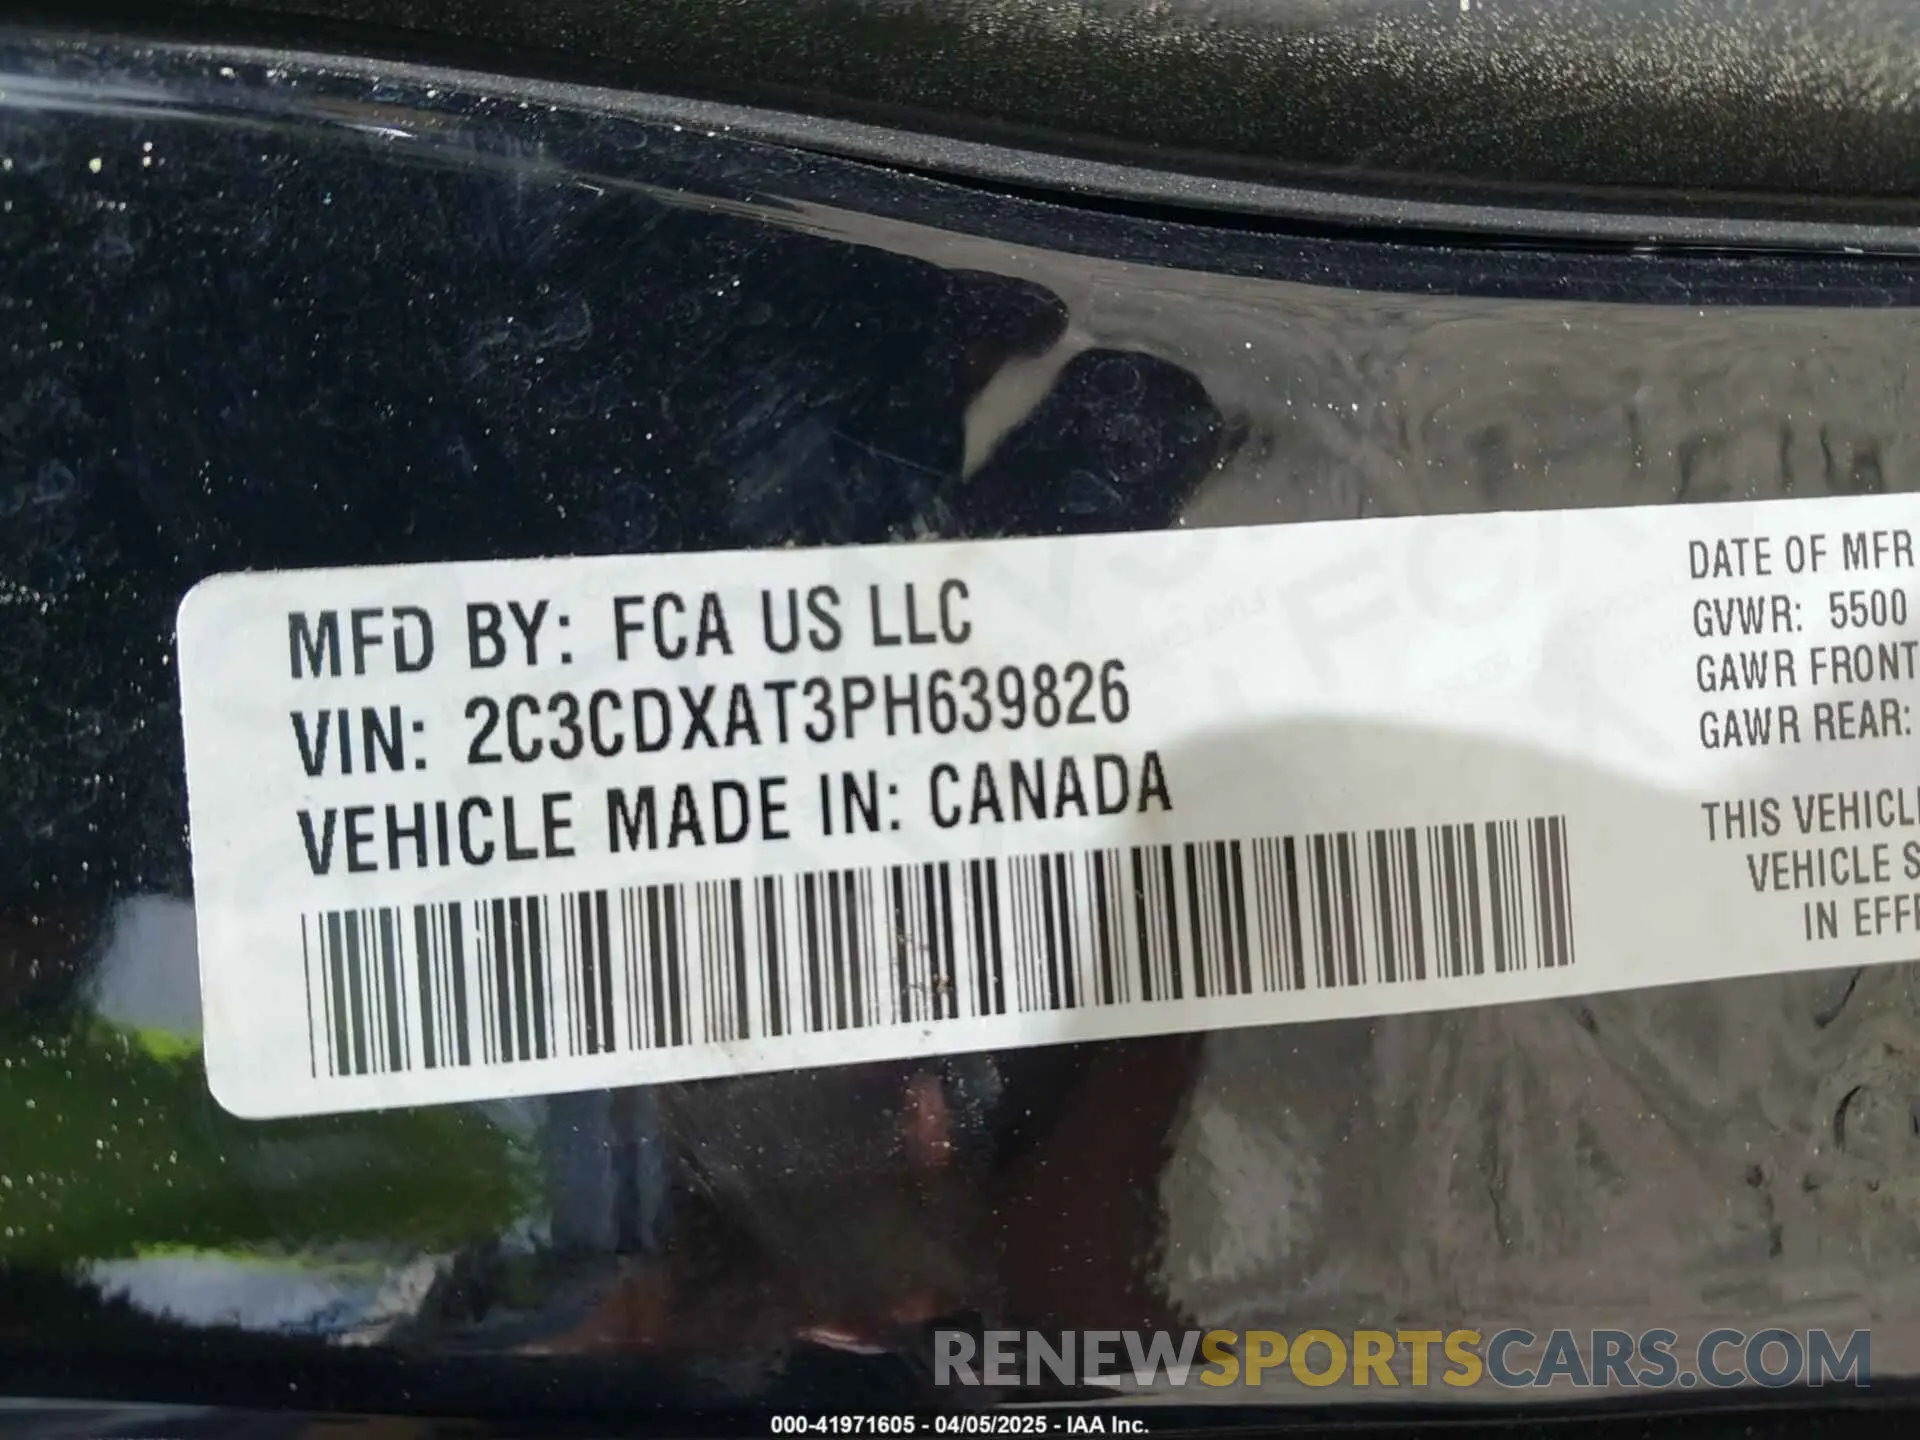 MFD BY: FCA US LLC
VIN: 2C3CDXAT3PH639826
VEHICLE MADE IN: CANADA
DATE OF MFR
GVWR: 5500
GAWR FRONT
GAWR REAR:
THIS VEHICL
VEHICLE S
IN EFF
RENEWSPORTSCARS.COM
000-41971605 - 04/05/2025 - IAA Inc.